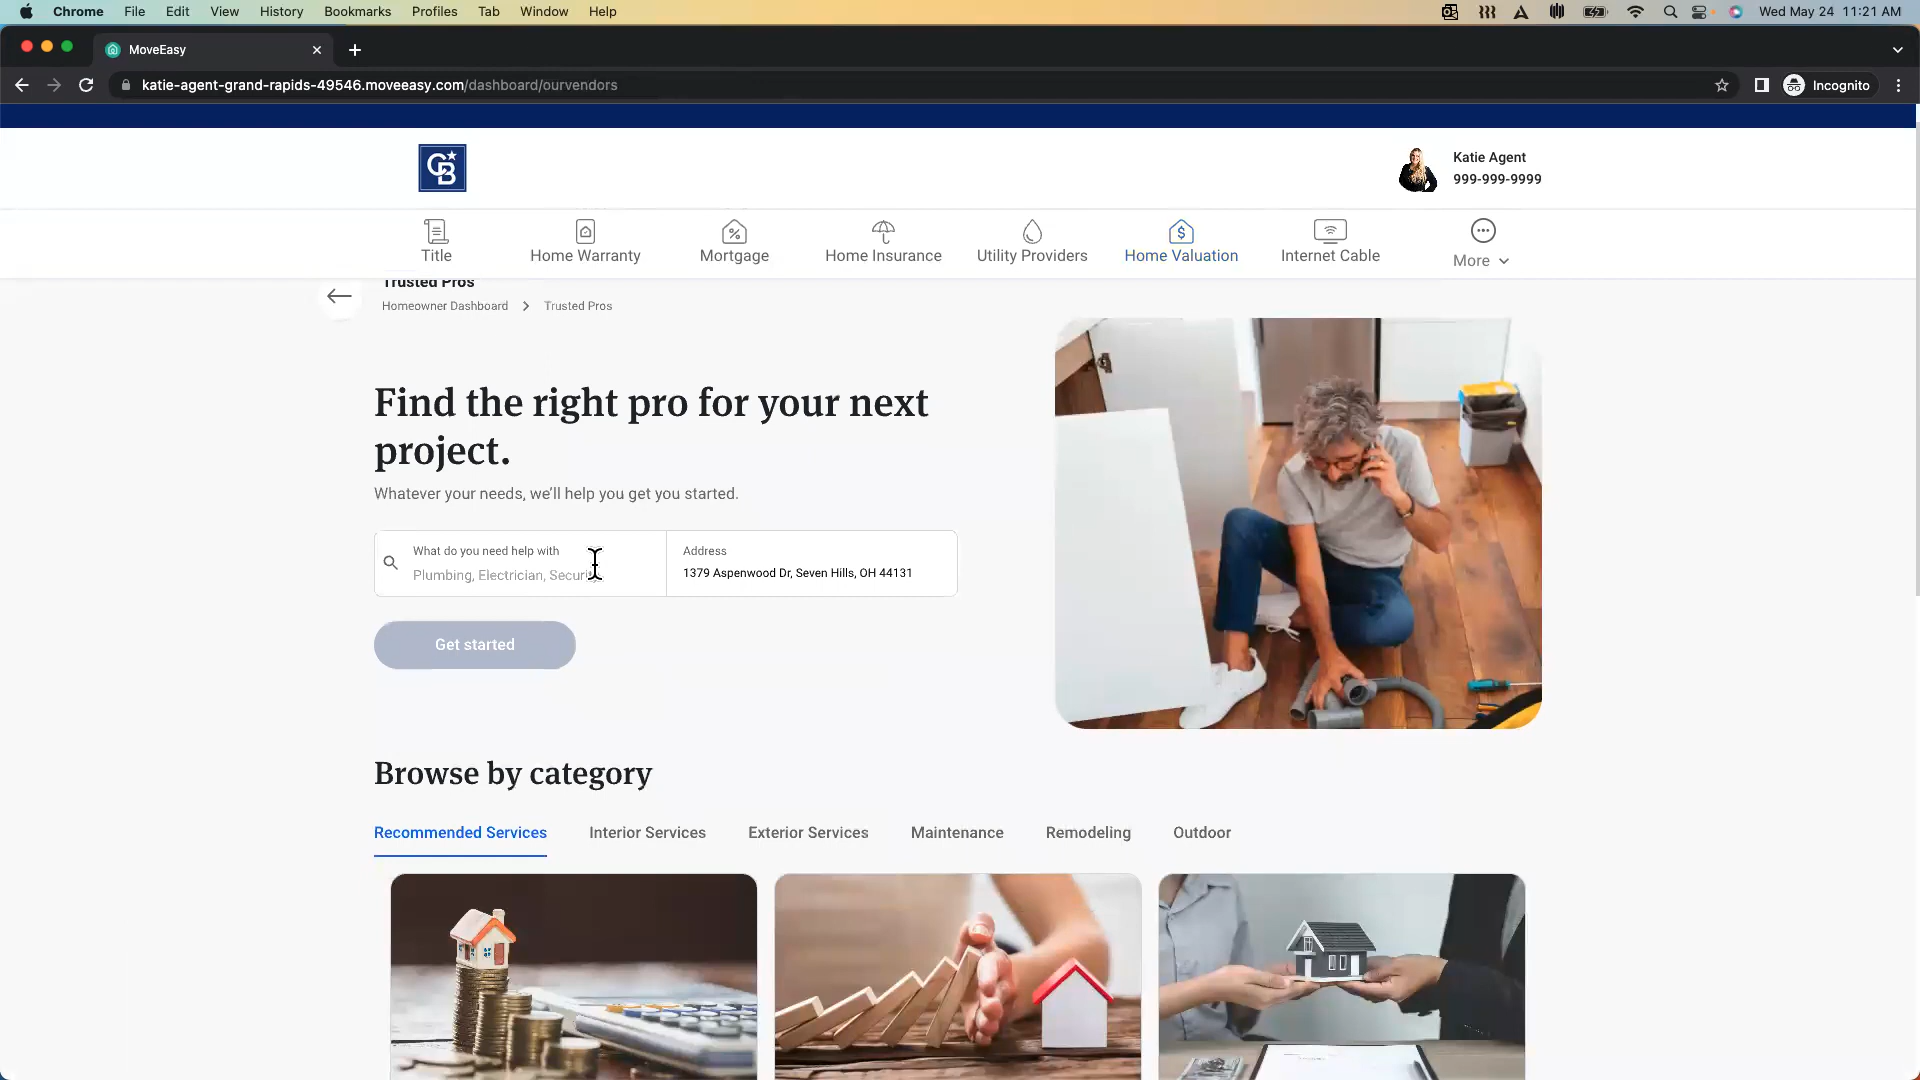 Chrome File Edit View History Bookmarks Profiles Tab Window Help Wed May 24 11:21 AM
MoveEasy
katie-agent-grand-rapids-49546.moveeasy.com/dashboard/ourvendors Incognito
CB
Katie Agent
999-999-9999
Title Home Warranty Mortgage Home Insurance Utility Providers Home Valuation Internet Cable More
Trusted Pros
Homeowner Dashboard > Trusted Pros
Find the right pro for your next
project.
Whatever your needs, we'll help you get you started.
What do you need help with
Plumbing, Electrician, Securit
Address
1379 Aspenwood Dr, Seven Hills, OH 44131
Get started
Browse by category
Recommended Services Interior Services Exterior Services Maintenance Remodeling Outdoor